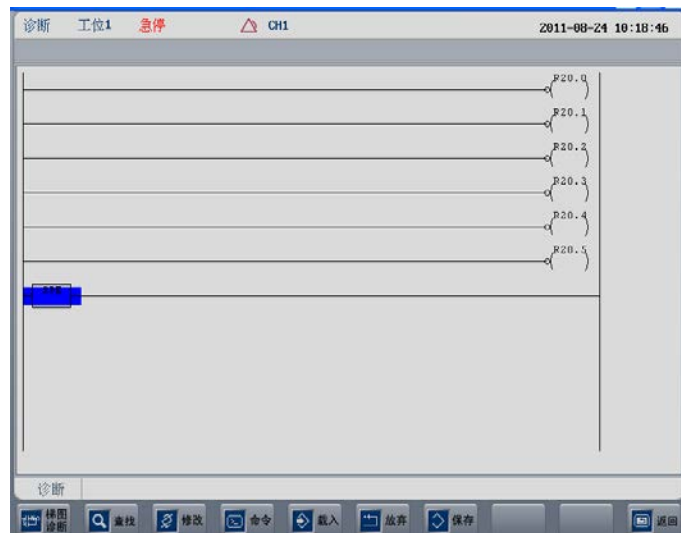 诊断 工位1 急停 CH1 2011-08-24 10:18:46
R20.0
R20.1
R20.2
R20.3
R20.4
R20.5
诊断
梯图诊断 查找 修改 命令 载入 放弃 保存 返回